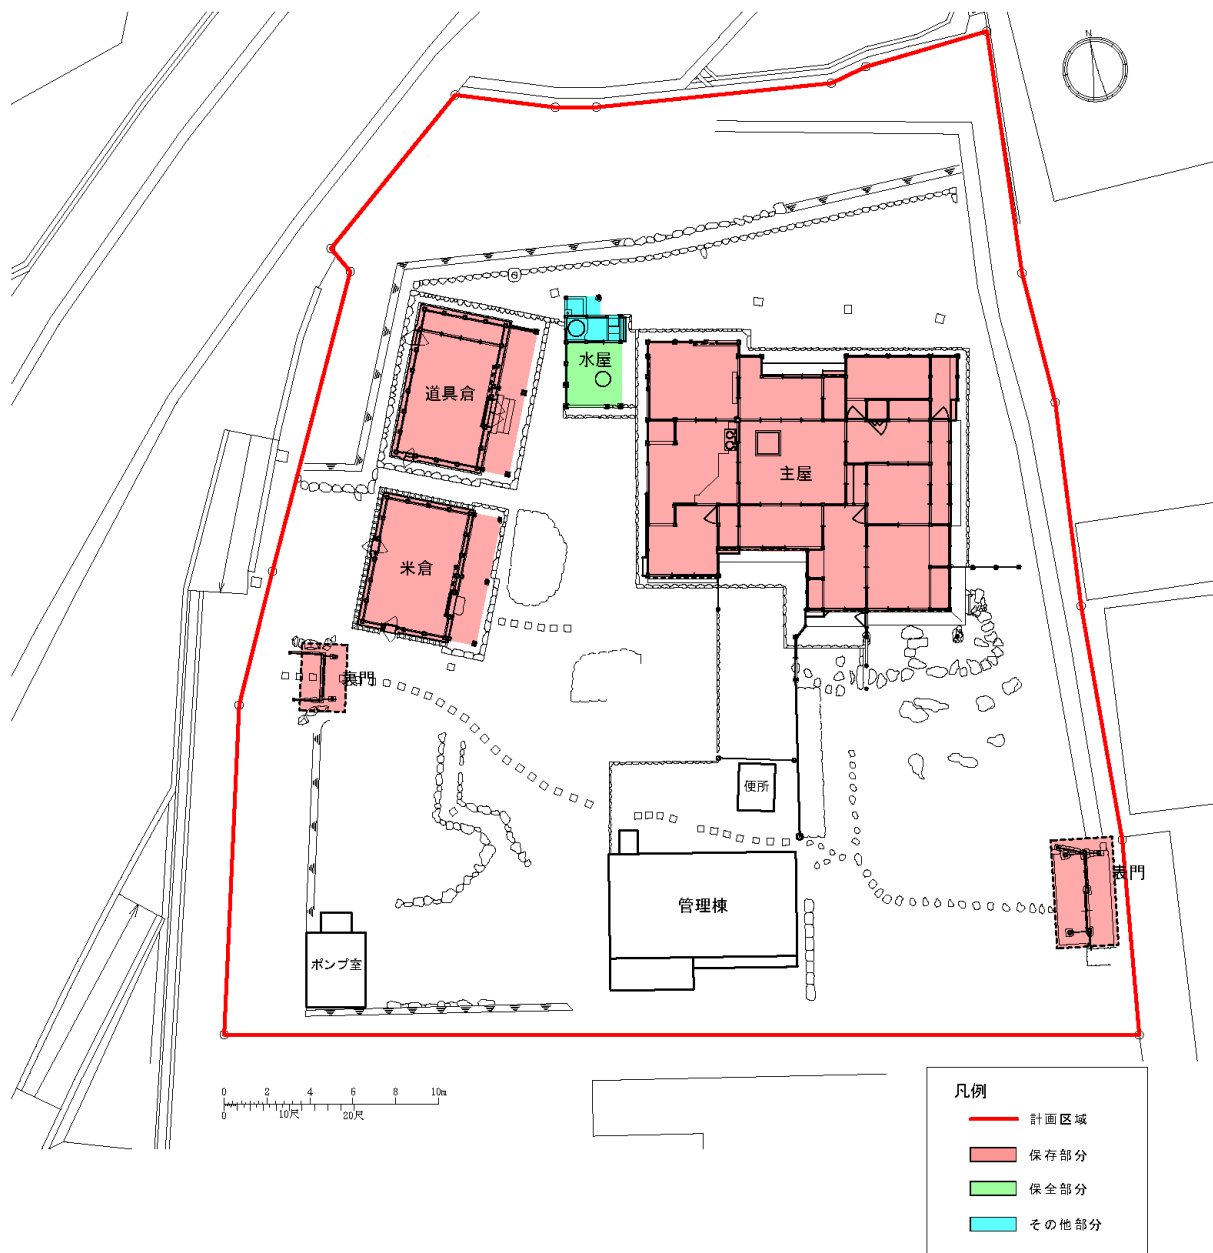 N
水屋
道具倉
主屋
米倉
表門
便所
表門
管理棟
ポンプ室
0 2 4 6 8 10m
0 10尺 20尺
凡例
計画区域
保存部分
保全部分
その他部分